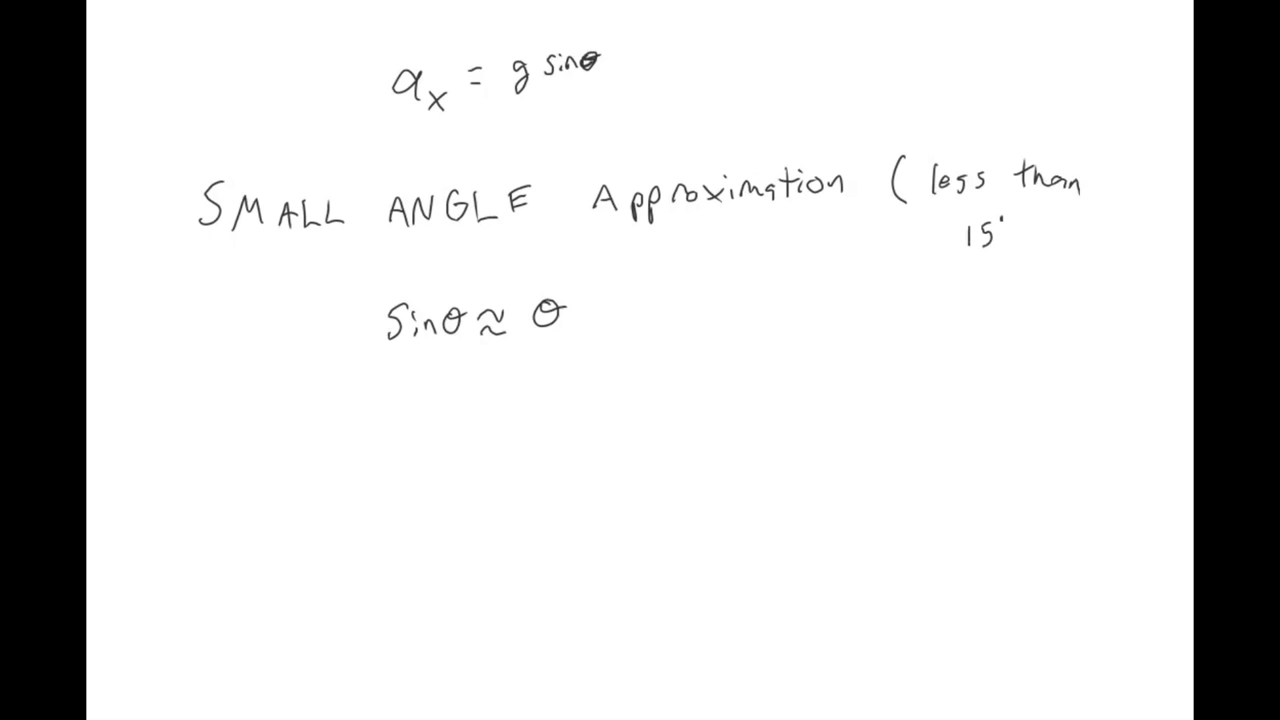 ax = g sinθ
SMALL ANGLE Approximation ( less than
15°
sinθ ≈ θ